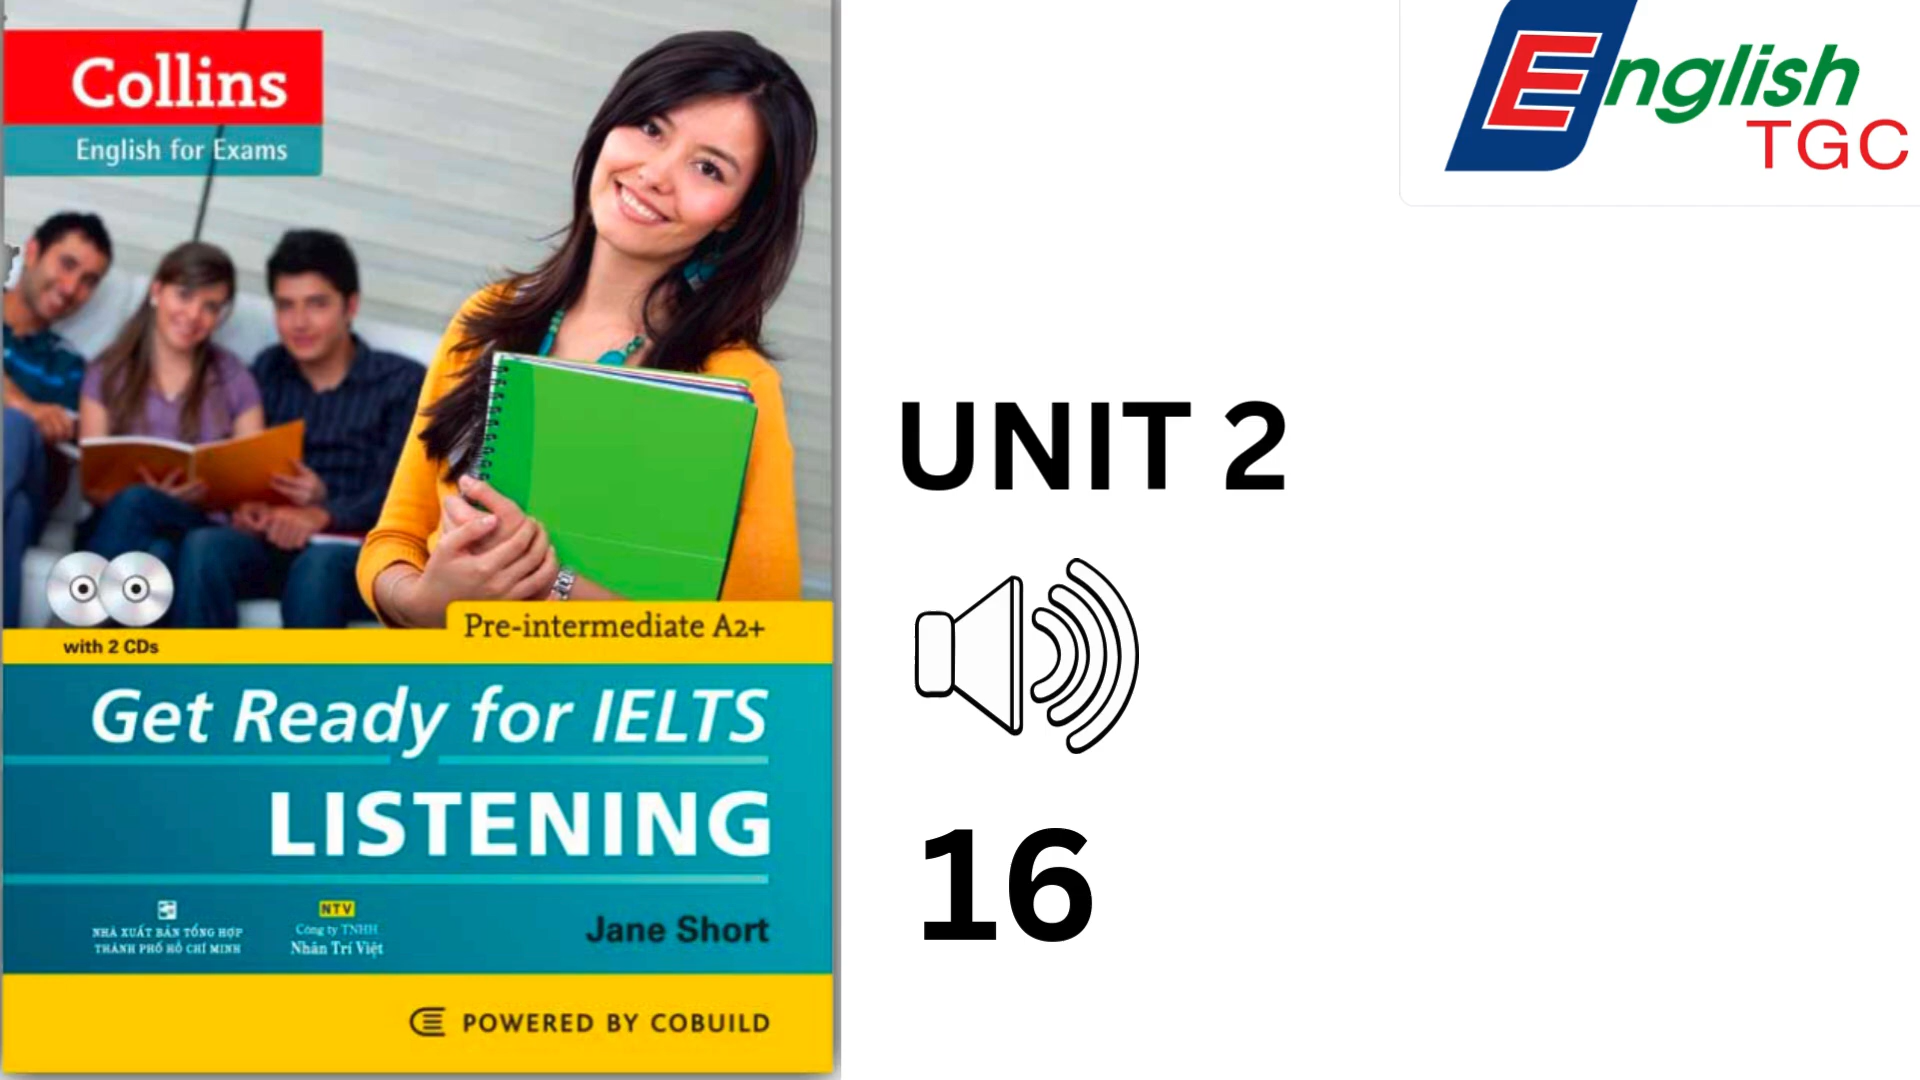 Collins
English for Exams
with 2 CDs
Pre-intermediate A2+
Get Ready for IELTS
LISTENING
NHÀ XUẤT BẢN TỔNG HỢP
THÀNH PHỐ HỒ CHÍ MINH
NTV
Công ty TNHH
Nhân Trí Việt
Jane Short
POWERED BY COBUILD
English
TGC
UNIT 2
16